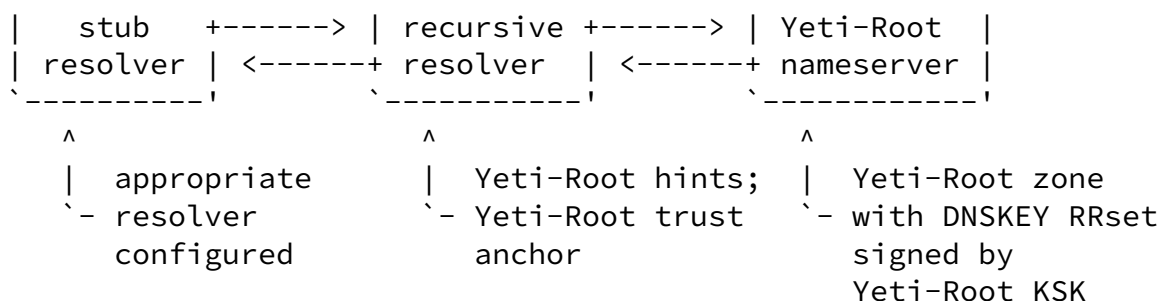 |    stub    +------> | recursive +------> | Yeti-Root  |
| resolver | <------+ resolver  | <------+ nameserver |
`----------'        `-----------'        `------------'
   ^                   ^                    ^
   |  appropriate      |  Yeti-Root hints;  |  Yeti-Root zone
   `- resolver         `- Yeti-Root trust   `- with DNSKEY RRset
      configured          anchor               signed by
                                               Yeti-Root KSK